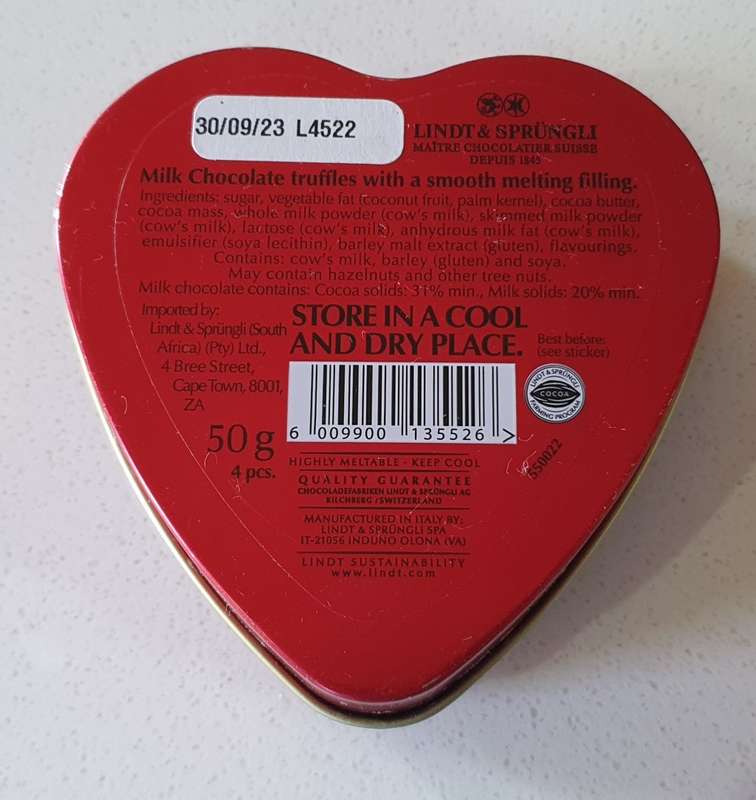 30/09/23 L4522
LINDT & SPRÜNGLI
MAÎTRE CHOCOLATIER SUISSE
DEPUIS 1845
Milk Chocolate truffles with a smooth melting filling.
Ingredients: sugar, vegetable fat (coconut fruit, palm kernel), cocoa butter,
cocoa mass, whole milk powder (cow's milk), skimmed milk powder
(cow's milk), lactose (cow's milk), anhydrous milk fat (cow's milk),
emulsifier (soya lecithin), barley malt extract (gluten), flavourings.
Contains: cow's milk, barley (gluten) and soya.
May contain hazelnuts and other tree nuts.
Milk chocolate contains: Cocoa solids: 31% min., Milk solids: 20% min.
Imported by:
Lindt & Sprüngli (South
Africa) (Pty) Ltd.,
4 Bree Street,
Cape Town, 8001,
ZA
STORE IN A COOL
AND DRY PLACE.
Best before:
(see sticker)
LINDT & SPRÜNGLI
COCOA
FARMING PROGRAM
6 009900 135526 >
50 g
4 pcs.
550022
HIGHLY MELTABLE - KEEP COOL
QUALITY GUARANTEE
CHOCOLADEFABRIKEN LINDT & SPRÜNGLI AG
KILCHBERG /SWITZERLAND
MANUFACTURED IN ITALY BY:
LINDT & SPRÜNGLI SPA
IT-21056 INDUNO OLONA (VA)
LINDT SUSTAINABILITY
www.lindt.com